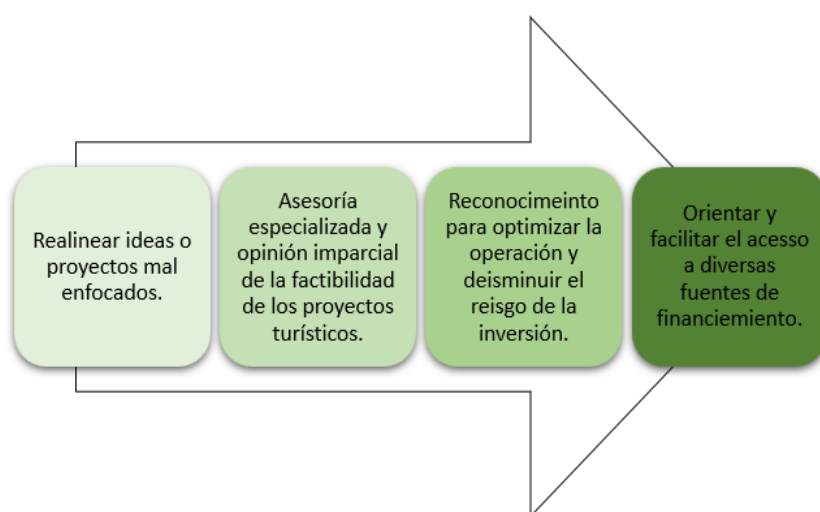 Realinear ideas o
proyectos mal
enfocados.
Asesoría
especializada y
opinión imparcial
de la factibilidad
de los proyectos
turísticos.
Reconocimeinto
para optimizar la
operación y
deisminuir el
reisgo de la
inversión.
Orientar y
facilitar el acesso
a diversas
fuentes de
financiemiento.